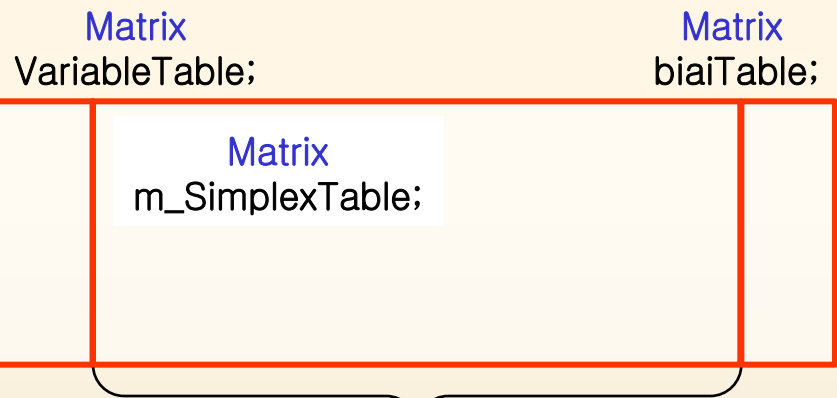 Matrix
VariableTable;
Matrix
biaiTable;
Matrix
m_SimplexTable;